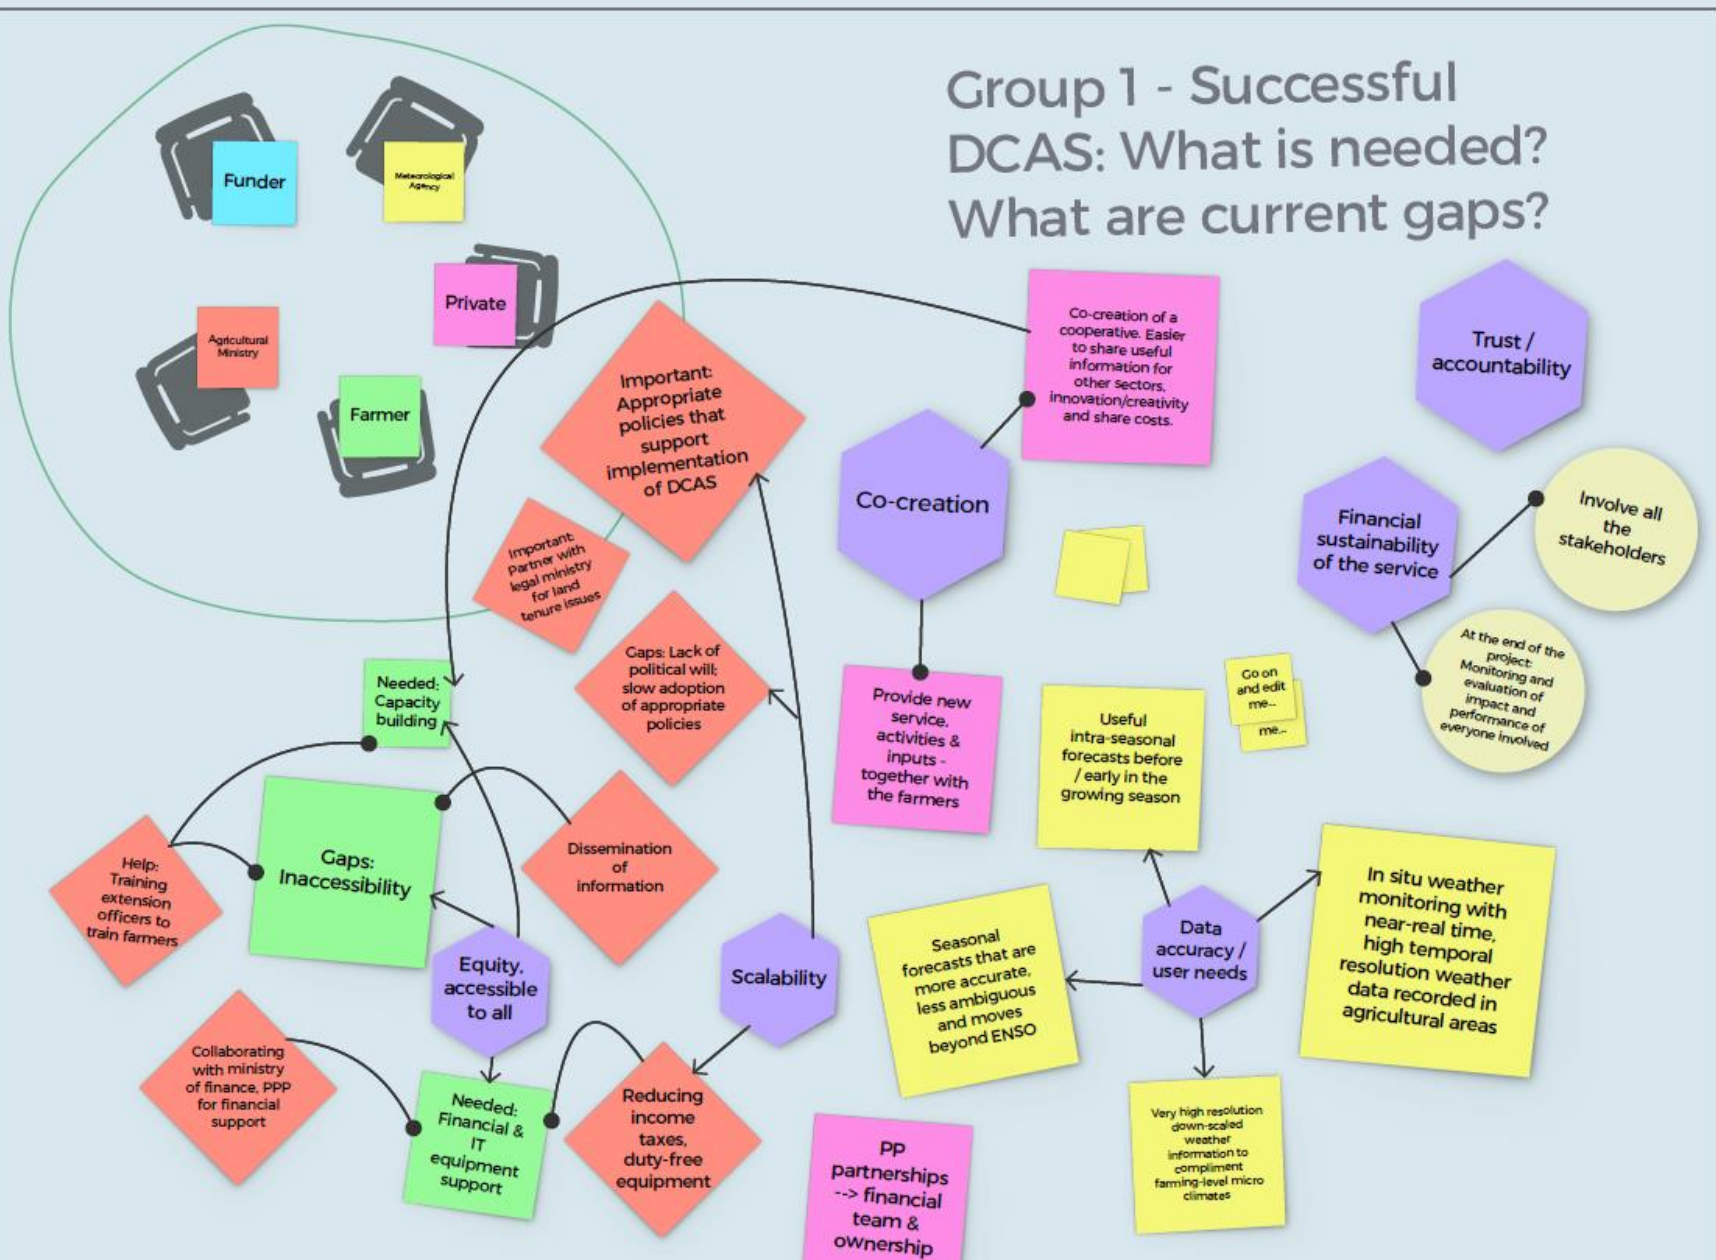 Group 1 - Successful
DCAS: What is needed?
What are current gaps?
Funder
Meteorological
Agency
Private
Agricultural
Ministry
Farmer
Important:
Appropriate
policies that
support
implementation
of DCAS
Important:
Partner with
legal ministry
for land
tenure issues
Gaps: Lack of
political will;
slow adoption
of appropriate
policies
Co-creation of a
cooperative. Easier
to share useful
information for
other sectors,
innovation/creativity
and share costs.
Co-creation
Provide new
service,
activities &
inputs -
together with
the farmers
Trust /
accountability
Financial
sustainability
of the service
Involve all
the
stakeholders
At the end of the
project:
Monitoring and
evaluation of
impact and
performance of
everyone involved
Go on
and edit
me...
me...
Needed:
Capacity
building
Gaps:
Inaccessibility
Help:
Training
extension
officers to
train farmers
Dissemination
of
information
Equity,
accessible
to all
Scalability
Collaborating
with ministry
of finance, PPP
for financial
support
Needed:
Financial &
IT
equipment
support
Reducing
income
taxes,
duty-free
equipment
Useful
intra-seasonal
forecasts before
/ early in the
growing season
Seasonal
forecasts that are
more accurate,
less ambiguous
and moves
beyond ENSO
Data
accuracy /
user needs
In situ weather
monitoring with
near-real time,
high temporal
resolution weather
data recorded in
agricultural areas
Very high resolution
down-scaled
weather
information to
compliment
farming-level micro
climates
PP
partnerships
--> financial
team &
ownership